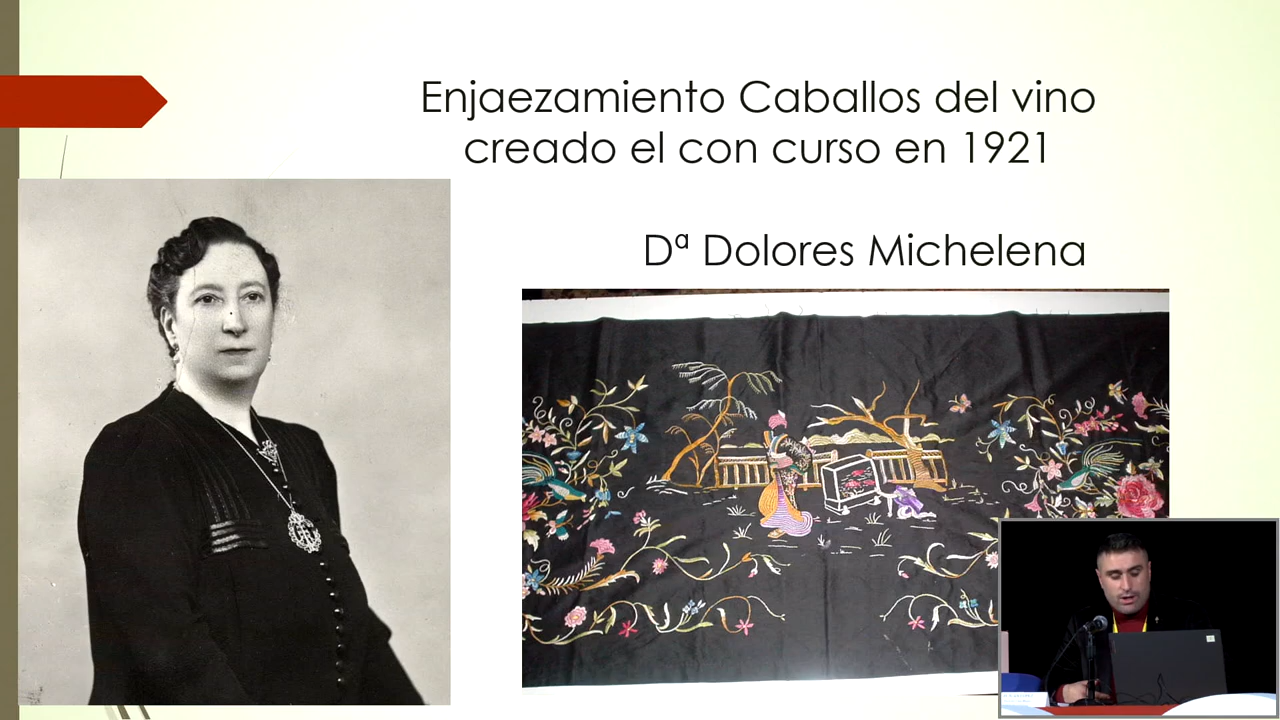 Enjaezamiento Caballos del vino
creado el con curso en 1921
Dª Dolores Michelena